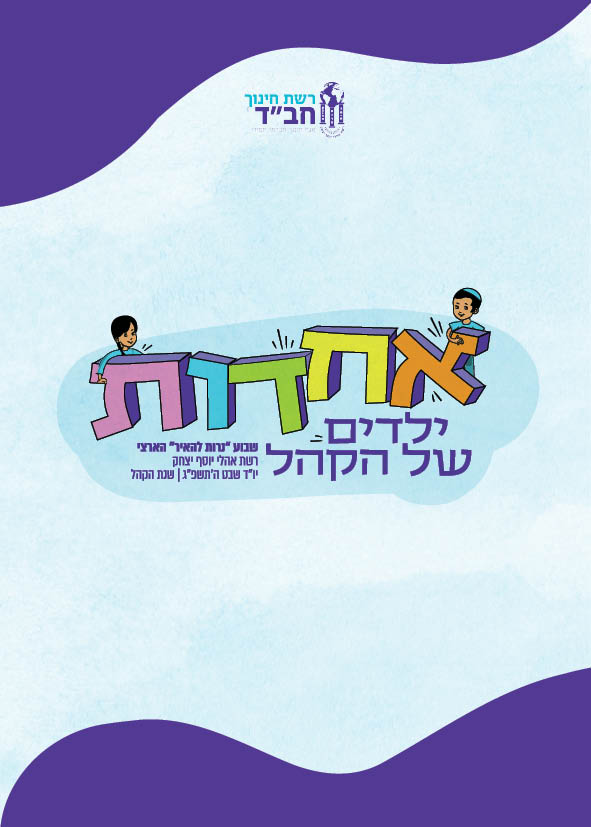 רשת חינוך
חב״ד
אחדות
ילדים
של הקהל
שבוע "נרות להאיר" הארצי
רשת אהלי יוסף יצחק
יו"ד שבט ה'תשפ"ג | שנת הקהל